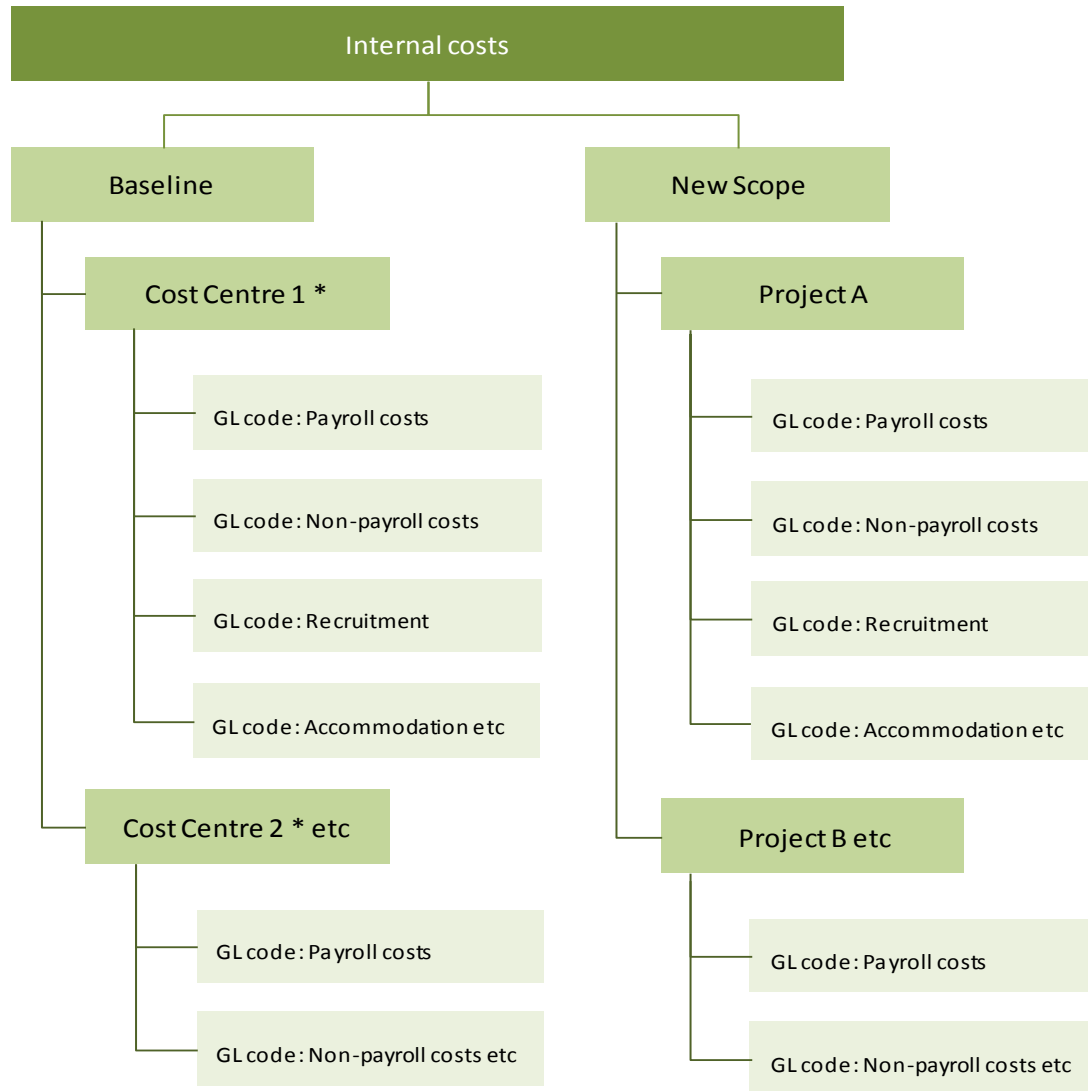 Internal costs
Baseline
Cost Centre 1 *
GL code: Payroll costs
GL code: Non-payroll costs
GL code: Recruitment
GL code: Accommodation etc
Cost Centre 2 * etc
GL code: Payroll costs
GL code: Non-payroll costs etc
New Scope
Project A
GL code: Payroll costs
GL code: Non-payroll costs
GL code: Recruitment
GL code: Accommodation etc
Project B etc
GL code: Payroll costs
GL code: Non-payroll costs etc